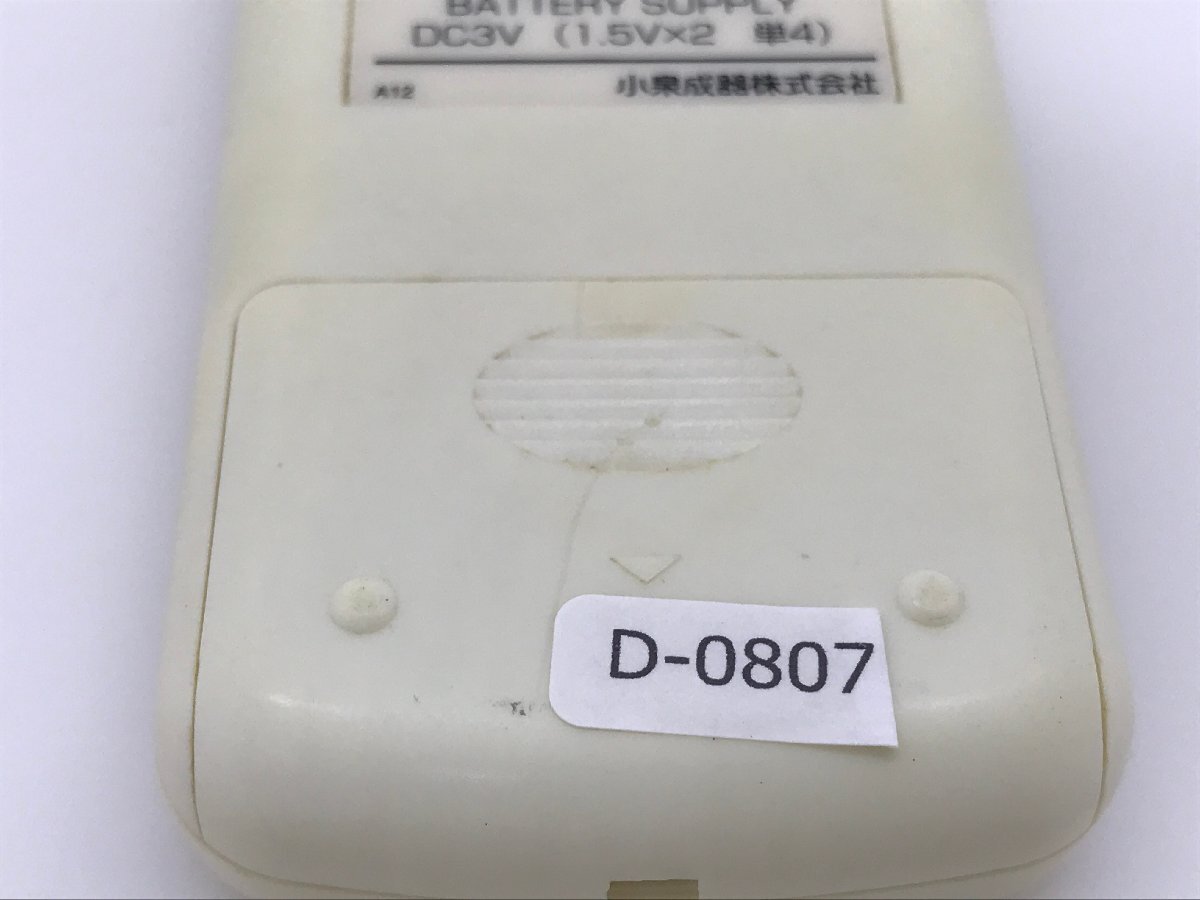 BATTERY SUPPLY
DC3V (1.5V×2 単4)
A12 小泉成器株式会社
D-0807